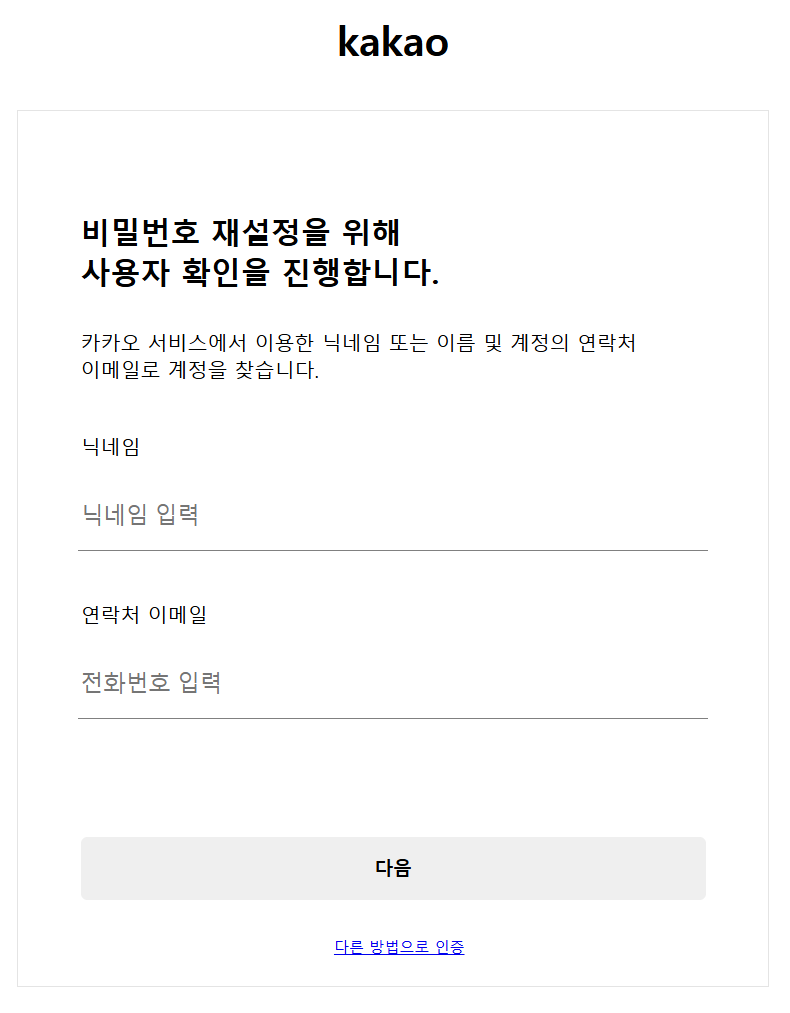 kakao
비밀번호 재설정을 위해
사용자 확인을 진행합니다.
카카오 서비스에서 이용한 닉네임 또는 이름 및 계정의 연락처
이메일로 계정을 찾습니다.
닉네임
닉네임 입력
연락처 이메일
전화번호 입력
다음
다른 방법으로 인증